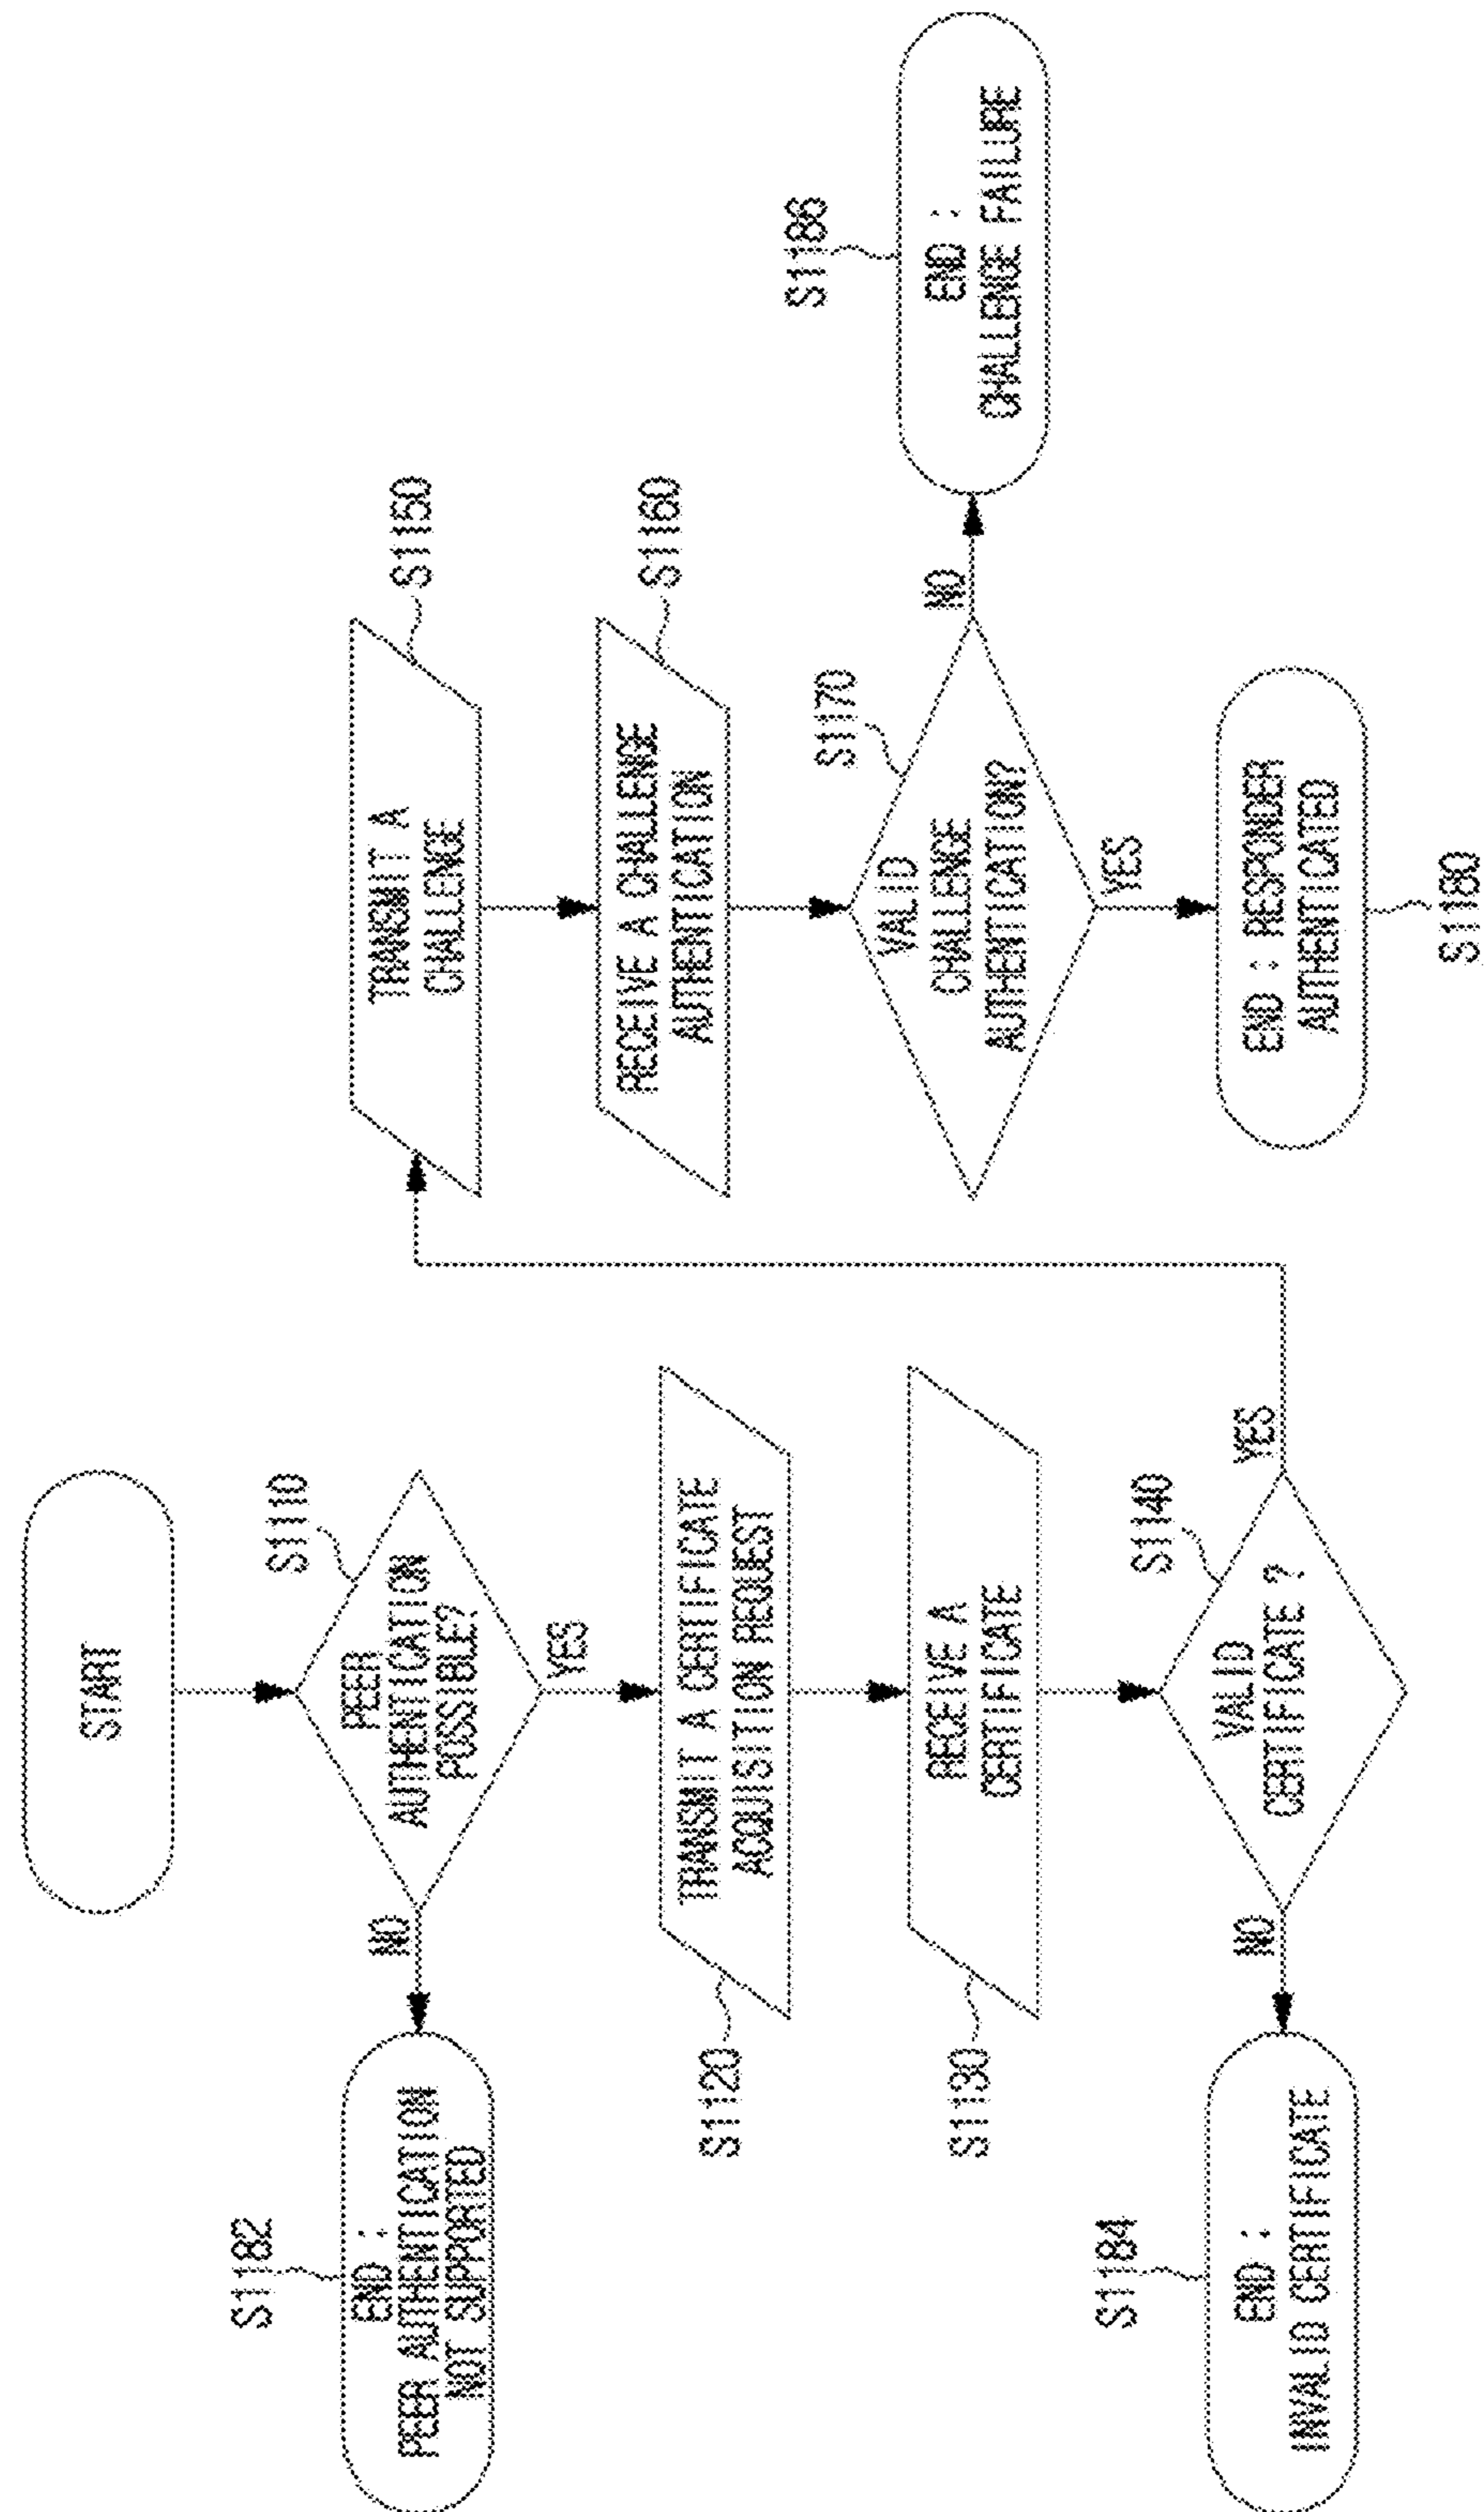 START
S1110
PEER
AUTHENTICATION
POSSIBLE?
NO
S1182
END :
PEER AUTHENTICATION
NOT SUPPORTED
YES
TRANSMIT A CERTIFICATE
ACQUISITION REQUEST
S1120
RECEIVE A
CERTIFICATE
S1130
S1140
VALID
CERTIFICATE ?
NO
S1184
END :
INVALID CERTIFICATE
YES
TRANSMIT A
CHALLENGE
S1150
RECEIVE A CHALLENGE
AUTHENTICATION
S1160
S1170
VALID
CHALLENGE
AUTHENTICATION?
NO
S1186
END :
CHALLENGE FAILURE
YES
END : RESPONDER
AUTHENTICATED
S1180